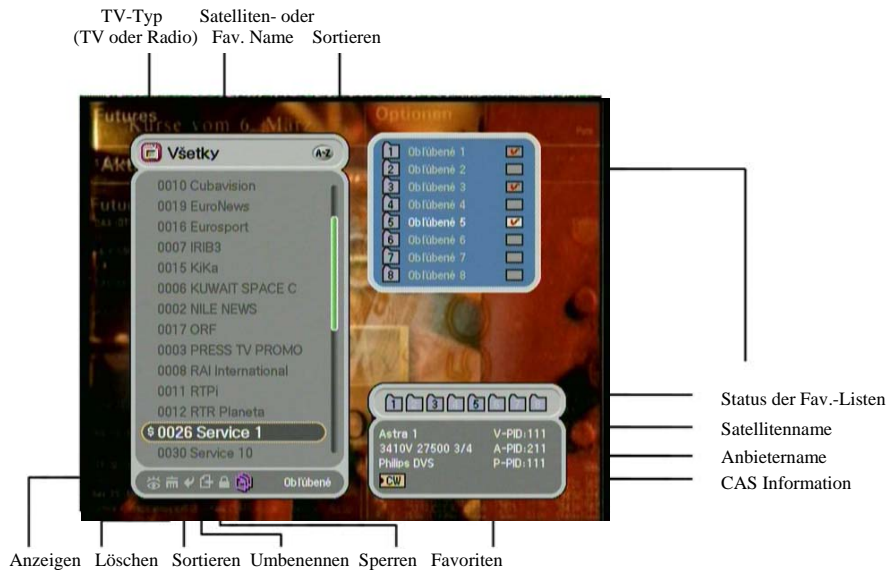 TV-Typ
(TV oder Radio)
Satelliten- oder
Fav. Name
Sortieren
Futures
Kurse vom 6. März
Optionen
Všetky
A-Z
0010 Cubavision
0019 EuroNews
0016 Eurosport
0007 IRIB3
0015 KiKa
0006 KUWAIT SPACE C
0002 NILE NEWS
0017 ORF
0003 PRESS TV PROMO
0008 RAI International
0011 RTPi
0012 RTR Planeta
$ 0026 Service 1
0030 Service 10
Obľúbené
1 Obľúbené 1
2 Obľúbené 2
3 Obľúbené 3
4 Obľúbené 4
5 Obľúbené 5
6 Obľúbené 6
7 Obľúbené 7
8 Obľúbené 8
1 3 5
Astra 1 V-PID:111
3410V 27500 3/4 A-PID:211
Philips DVS P-PID:111
CW
Status der Fav.-Listen
Satellitenname
Anbietername
CAS Information
Anzeigen Löschen Sortieren Umbenennen Sperren Favoriten